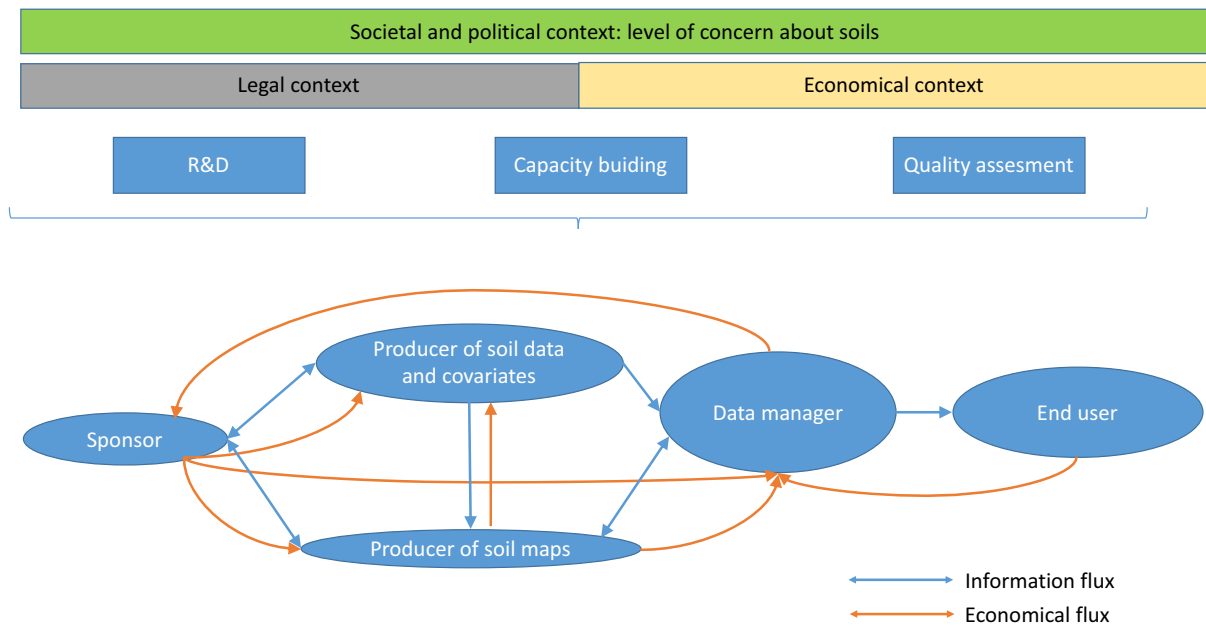 Societal and political context: level of concern about soils
Legal context
Economical context
R&D
Capacity buiding
Quality assesment
Producer of soil data
and covariates
Sponsor
Data manager
End user
Producer of soil maps
Information flux
Economical flux